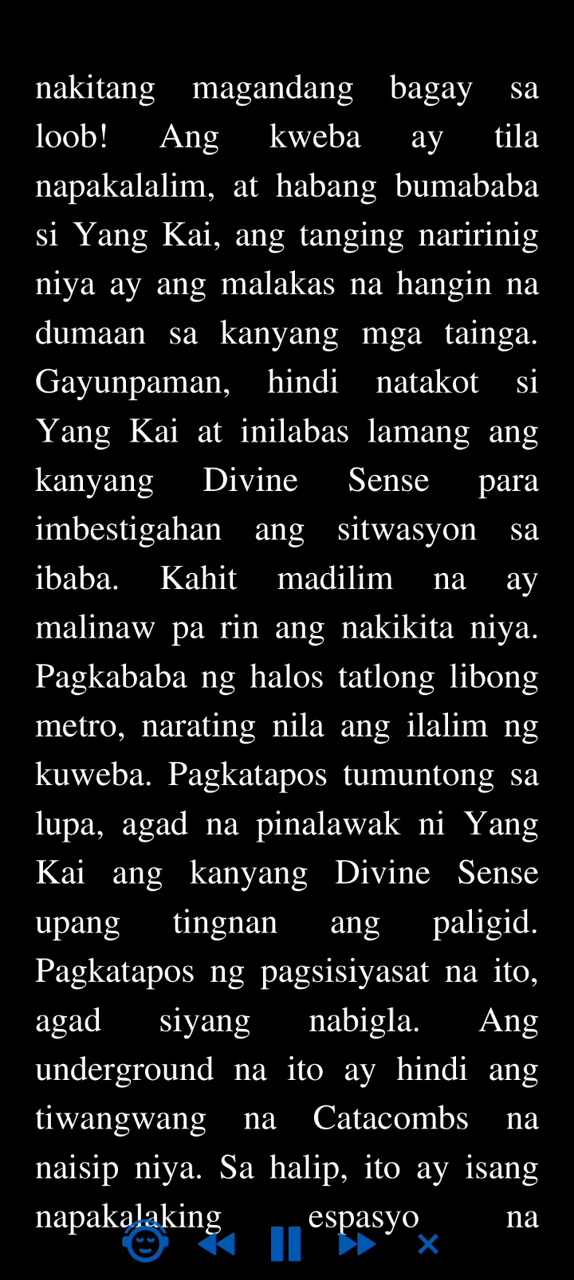 nakitang magandang bagay sa
loob! Ang kweba ay tila
napakalalim, at habang bumababa
si Yang Kai, ang tanging naririnig
niya ay ang malakas na hangin na
dumaan sa kanyang mga tainga.
Gayunpaman, hindi natakot si
Yang Kai at inilabas lamang ang
kanyang Divine Sense para
imbestigahan ang sitwasyon sa
ibaba. Kahit madilim na ay
malinaw pa rin ang nakikita niya.
Pagkababa ng halos tatlong libong
metro, narating nila ang ilalim ng
kuweba. Pagkatapos tumuntong sa
lupa, agad na pinalawak ni Yang
Kai ang kanyang Divine Sense
upang tingnan ang paligid.
Pagkatapos ng pagsisiyasat na ito,
agad siyang nabigla. Ang
underground na ito ay hindi ang
tiwangwang na Catacombs na
naisip niya. Sa halip, ito ay isang
napakalaking espasyo na